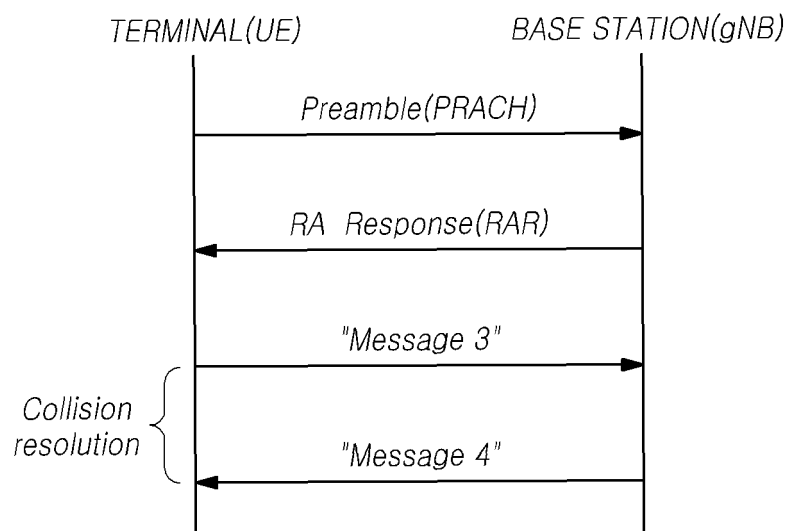 TERMINAL(UE)
BASE STATION(gNB)
Preamble(PRACH)
RA Response(RAR)
"Message 3"
Collision
resolution
"Message 4"